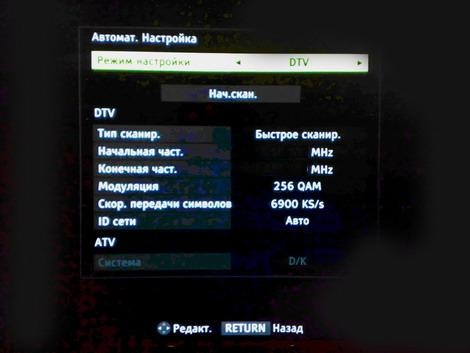 Автомат. Настройка
Режим настройки ◄ DTV ►
Нач.скан.
DTV
Тип сканир. Быстрое сканир.
Начальная част. MHz
Конечная част. MHz
Модуляция 256 QAM
Скор. передачи символов 6900 KS/s
ID сети Авто
ATV
Система D/K
Редакт. RETURN Назад